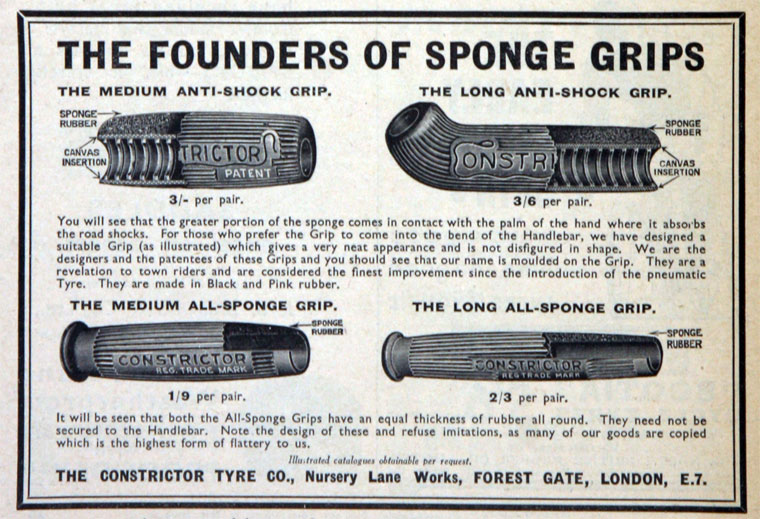 THE FOUNDERS OF SPONGE GRIPS
THE MEDIUM ANTI-SHOCK GRIP.
THE LONG ANTI-SHOCK GRIP.
SPONGE
RUBBER
CANVAS
INSERTION
TRICTOR
PATENT
3/- per pair.
ONSTRI
SPONGE
RUBBER
CANVAS
INSERTION
3/6 per pair.
You will see that the greater portion of the sponge comes in contact with the palm of the hand where it absorbs
the road shocks. For those who prefer the Grip to come into the bend of the Handlebar, we have designed a
suitable Grip (as illustrated) which gives a very neat appearance and is not disfigured in shape. We are the
designers and the patentees of these Grips and you should see that our name is moulded on the Grip. They are a
revelation to town riders and are considered the finest improvement since the introduction of the pneumatic
Tyre. They are made in Black and Pink rubber.
THE MEDIUM ALL-SPONGE GRIP.
THE LONG ALL-SPONGE GRIP.
SPONGE
RUBBER
CONSTRICTOR
REG. TRADE MARK
1/9 per pair.
SPONGE
RUBBER
CONSTRICTOR
REG TRADE MARK
2/3 per pair.
It will be seen that both the All-Sponge Grips have an equal thickness of rubber all round. They need not be
secured to the Handlebar. Note the design of these and refuse imitations, as many of our goods are copied
which is the highest form of flattery to us.
Illustrated catalogues obtainable per request.
THE CONSTRICTOR TYRE CO., Nursery Lane Works, FOREST GATE, LONDON, E.7.